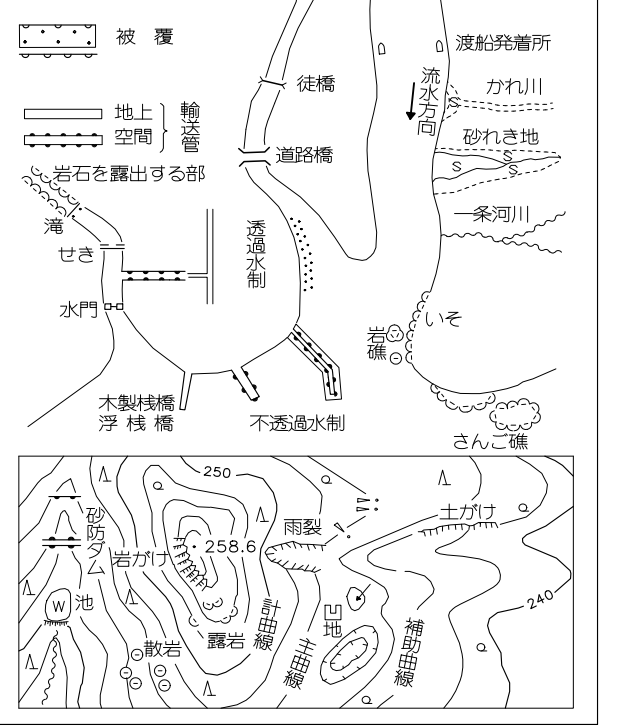 被覆
渡船発着所
徒橋
流水方向
かれ川
地上
空間
輸送管
砂れき地
S
S
S
道路橋
岩石を露出する部
滝
一条河川
透過水制
せき
水門
いそ
岩礁
木製桟橋
浮桟橋
不透過水制
さんご礁
250
土がけ
砂防ダム
雨裂
岩がけ
258.6
240
W
池
計曲線
凹地
補助曲線
露岩
散岩
主曲線